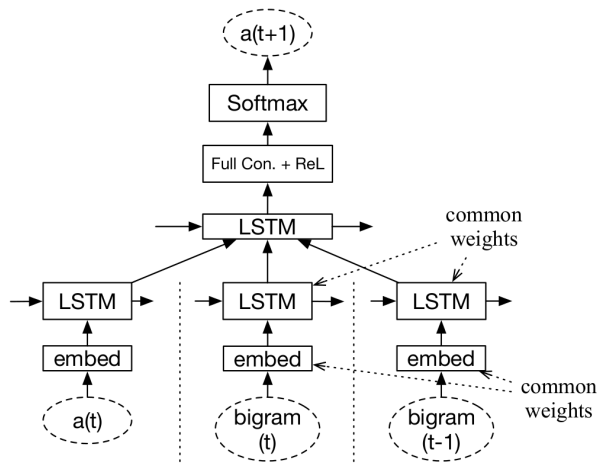 a(t+1)
Softmax
Full Con. + ReL
LSTM
common
weights
LSTM
LSTM
LSTM
embed
embed
embed
common
weights
a(t)
bigram
(t)
bigram
(t-1)